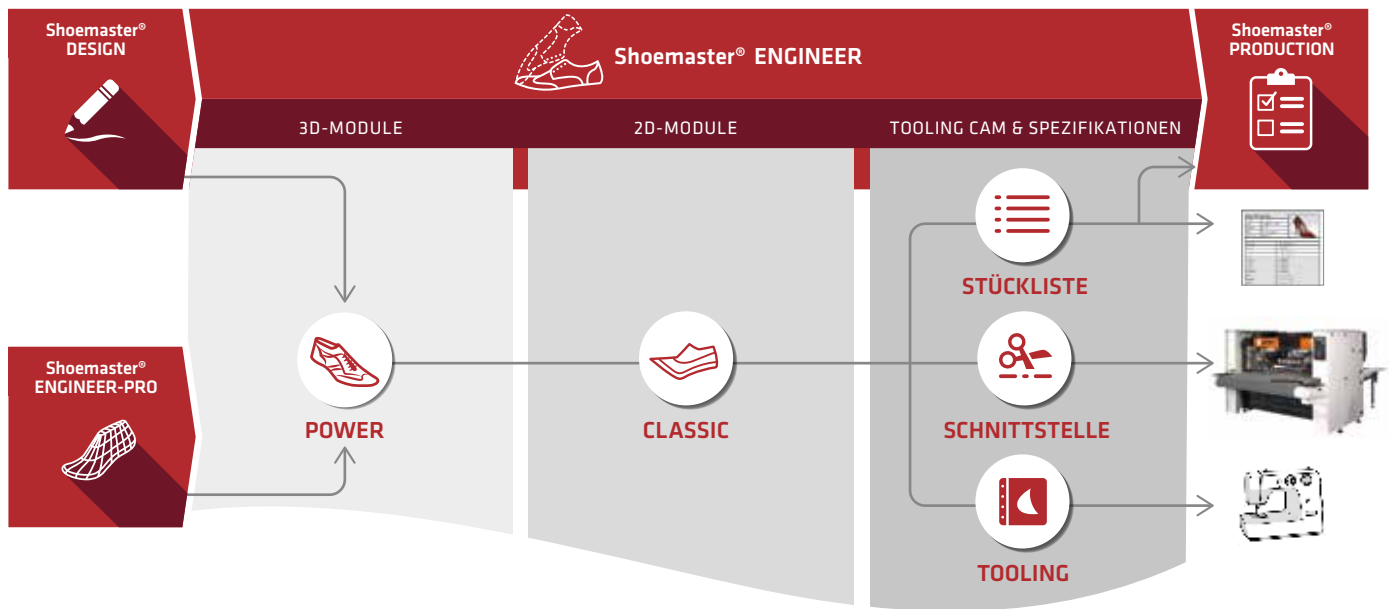 Shoemaster®
DESIGN
Shoemaster® ENGINEER
Shoemaster®
PRODUCTION
3D-MODULE
2D-MODULE
TOOLING CAM & SPEZIFIKATIONEN
STÜCKLISTE
Shoemaster®
ENGINEER-PRO
POWER
CLASSIC
SCHNITTSTELLE
TOOLING